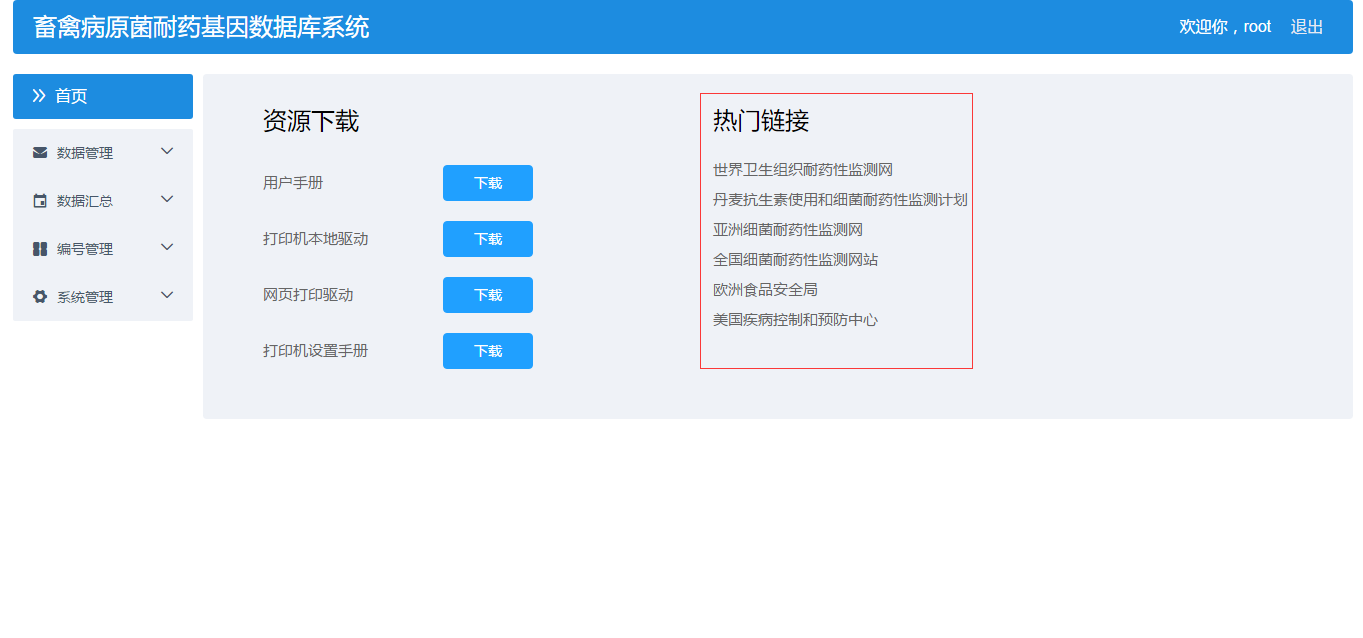 畜禽病原菌耐药基因数据库系统
欢迎你，root 退出
首页
数据管理
数据汇总
编号管理
系统管理
资源下载
用户手册 下载
打印机本地驱动 下载
网页打印驱动 下载
打印机设置手册 下载
热门链接
世界卫生组织耐药性监测网
丹麦抗生素使用和细菌耐药性监测计划
亚洲细菌耐药性监测网
全国细菌耐药性监测网站
欧洲食品安全局
美国疾病控制和预防中心